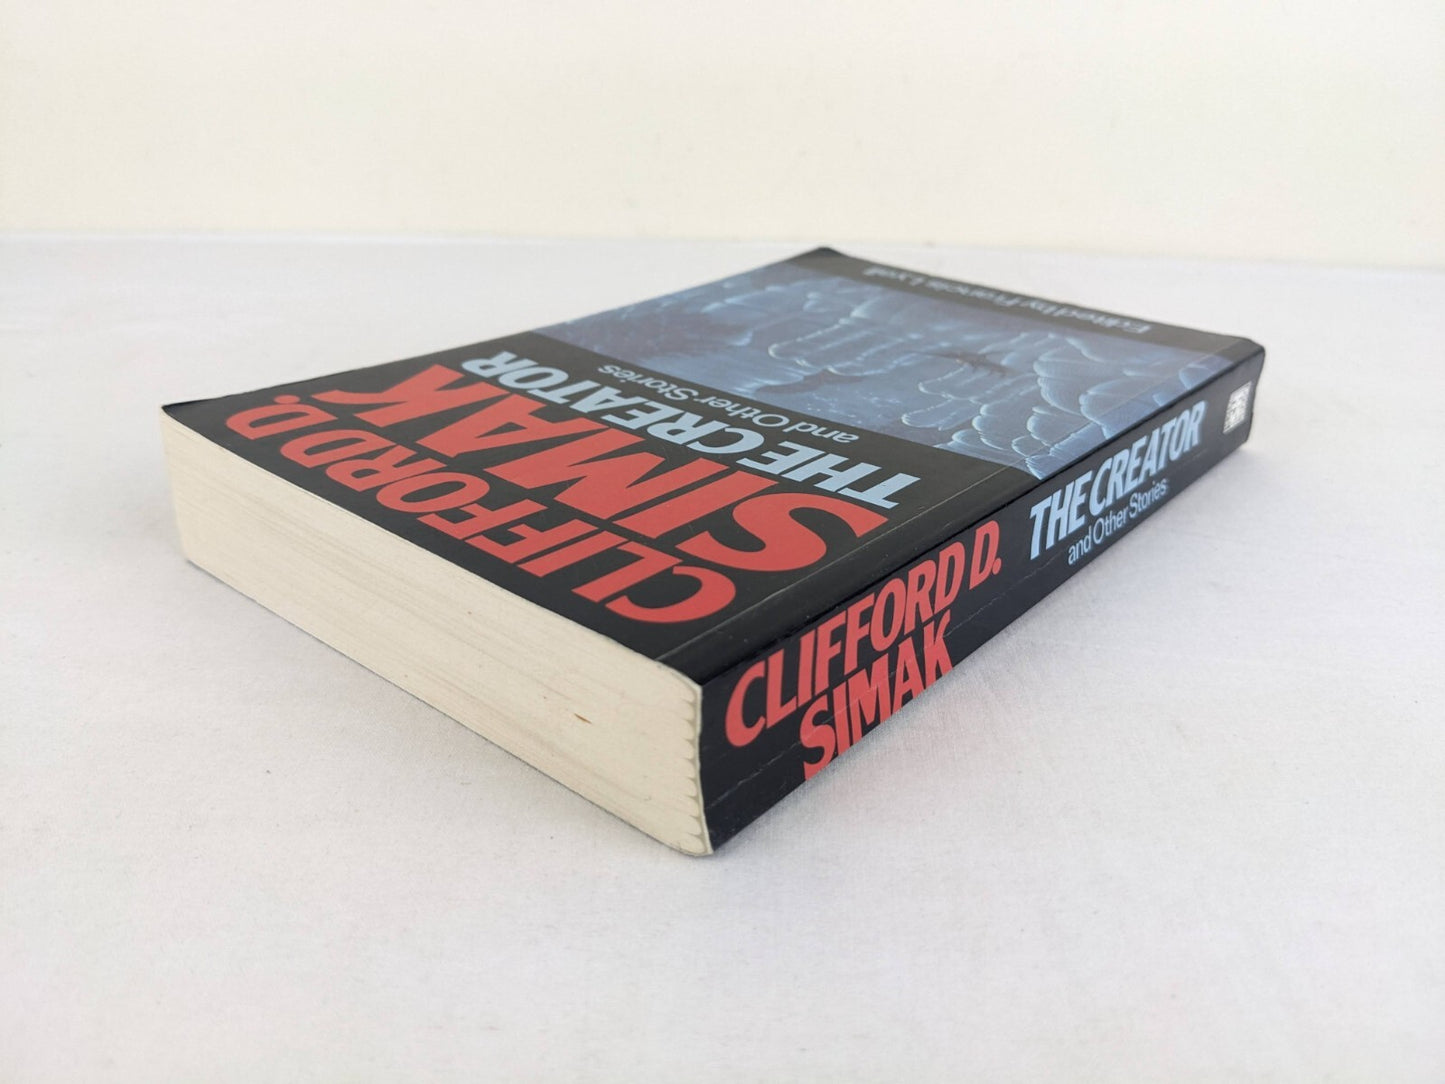 CLIFFORD D.
SIMAK
THE CREATOR
and Other Stories
Edited by Francis Lyall
CLIFFORD D.
SIMAK
THE CREATOR
and Other Stories